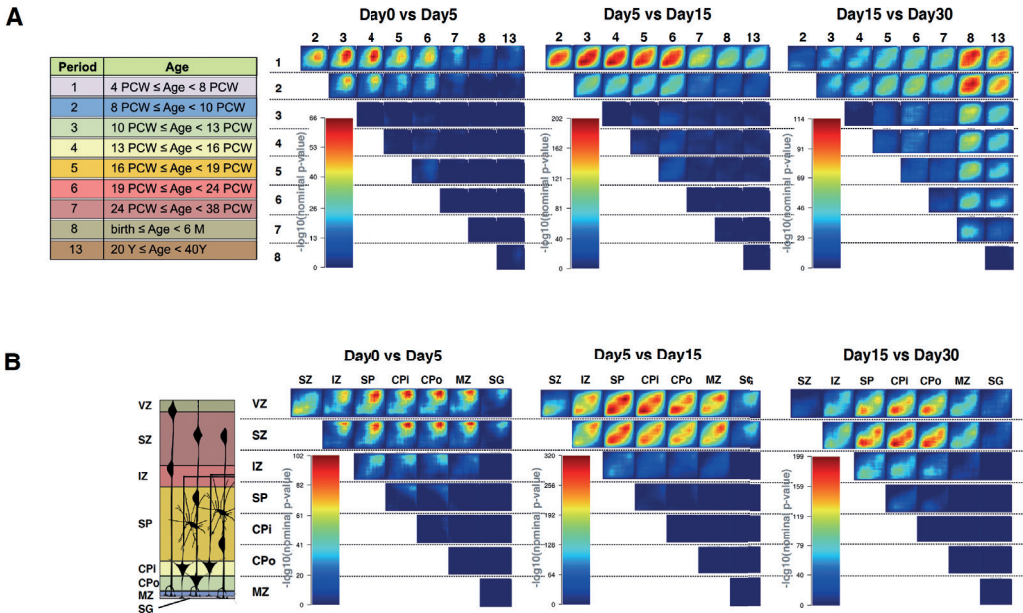 A
Day0 vs Day5
Day5 vs Day15
Day15 vs Day30
2 3 4 5 6 7 8 13
2 3 4 5 6 7 8 13
2 3 4 5 6 7 8 13
Period Age
1 4 PCW ≤ Age < 8 PCW
2 8 PCW ≤ Age < 10 PCW
3 10 PCW ≤ Age < 13 PCW
4 13 PCW ≤ Age < 16 PCW
5 16 PCW ≤ Age < 19 PCW
6 19 PCW ≤ Age < 24 PCW
7 24 PCW ≤ Age < 38 PCW
8 birth ≤ Age < 6 M
13 20 Y ≤ Age < 40Y
1
2
3
4
5
6
7
8
66
53
40
26
13
0
-log10(nominal p-value)
202
162
121
81
40
0
-log10(nominal p-value)
114
91
69
46
23
0
-log10(nominal p-value)
B
Day0 vs Day5
Day5 vs Day15
Day15 vs Day30
SZ IZ SP CPi CPo MZ SG
SZ IZ SP CPi CPo MZ SG
SZ IZ SP CPi CPo MZ SG
VZ
SZ
IZ
SP
CPI
CPo
MZ
SG
VZ
SZ
IZ
SP
CPi
CPo
MZ
102
82
61
41
20
0
-log10(nominal p-value)
320
256
192
128
64
0
-log10(nominal p-value)
199
159
119
79
40
0
-log10(nominal p-value)